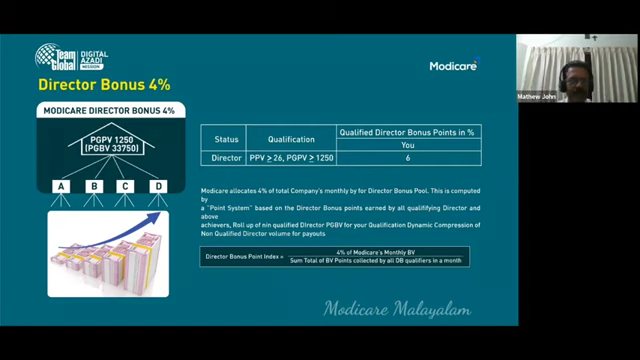 Team Global
DIGITAL
AZADI
MISSION
Modicare
Mathew John
Director Bonus 4%
MODICARE DIRECTOR BONUS 4%
PGPV 1250
[PGBV 33750]
A B C D
Status Qualification Qualified Director Bonus Points in %
You
Director PPV ≥ 26, PGPV ≥ 1250 6
Modicare allocates 4% of total Company's monthly by for Director Bonus Pool. This is computed
by
a "Point System" based on the Director Bonus points earned by all qualifiying Director and
above
achievers, Roll up of nin qualified Director PGBV for your Qualification Dynamic Compression of
Non Qualified Director volume for payouts
Director Bonus Point Index = 4% of Modicare's Monthly BV
Sum Total of BV Points collected by all DB qualifiers in a month
Modicare Malayalam